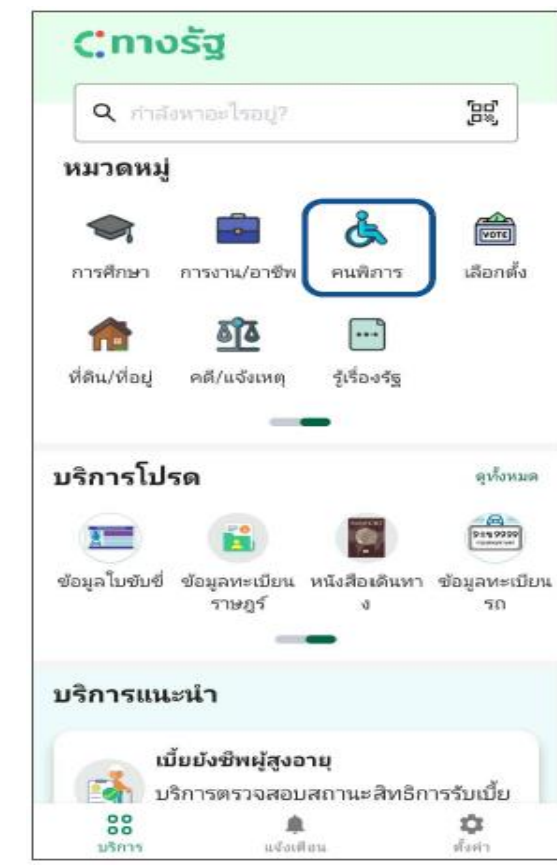 ทางรัฐ
กำลังหาอะไรอยู่?
หมวดหมู่
VOTE
การศึกษา การงาน/อาชีพ คนพิการ เลือกตั้ง
ที่ดิน/ที่อยู่ คดี/แจ้งเหตุ รู้เรื่องรัฐ
บริการโปรด ดูทั้งหมด
ข้อมูลใบขับขี่ ข้อมูลทะเบียน หนังสือเดินทา ข้อมูลทะเบียน
ราษฎร์ ง รถ
บริการแนะนำ
เบี้ยยังชีพผู้สูงอายุ
บริการตรวจสอบสถานะสิทธิการรับเบี้ย
บริการ แจ้งเตือน ตั้งค่า